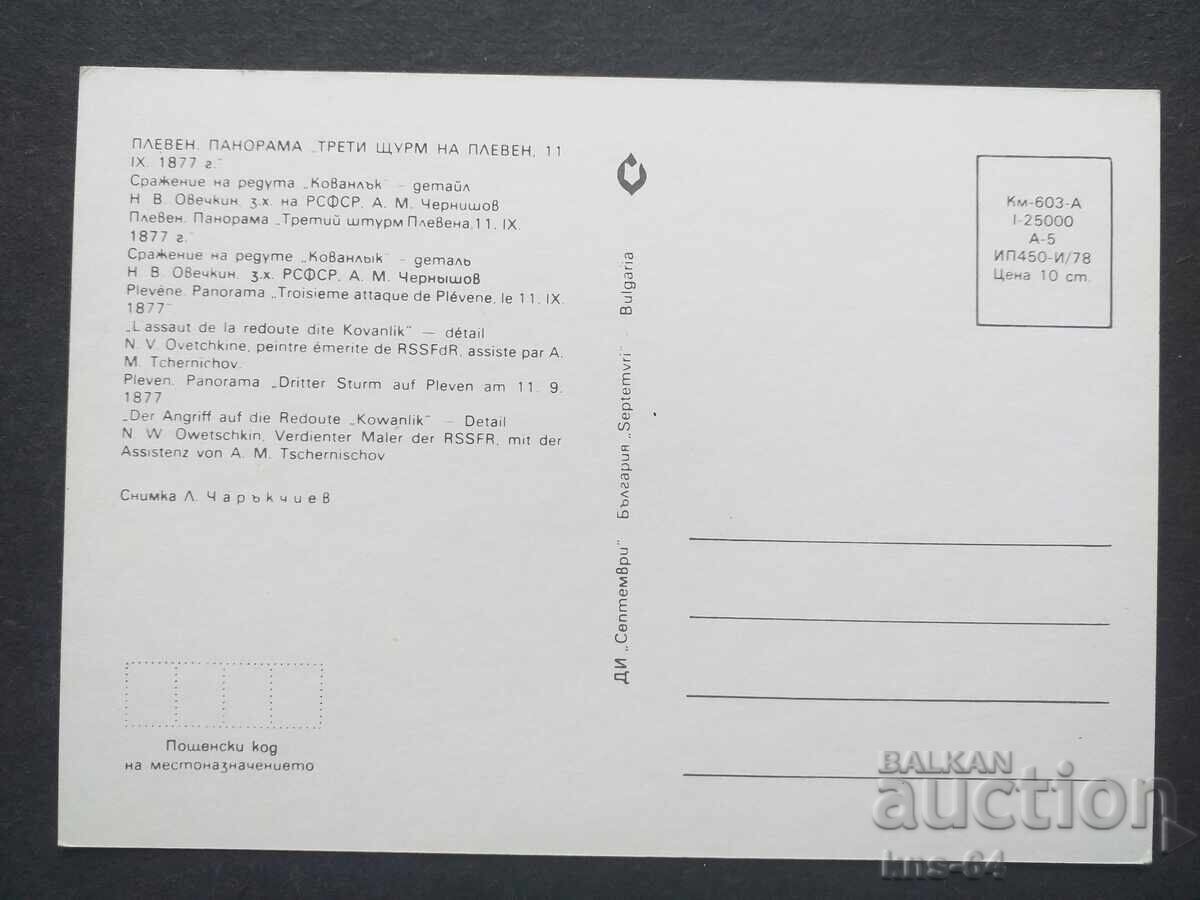 ПЛЕВЕН. ПАНОРАМА „ТРЕТИ ЩУРМ НА ПЛЕВЕН, 11
IX. 1877 г.“
Сражение на редута „Кованлък“ – детайл
Н. В. Овечкин. з.х. на РСФСР. А. М. Чернишов
Плевен. Панорама „Третий штурм Плевена, 11. IX.
1877 г.“
Сражение на редуте „Кованлык“ – деталь
Н. В. Овечкин. з.х. РСФСР. А. М. Чернышов
Plevène. Panorama „Troisieme attaque de Plévene, le 11. IX.
1877“
„L assaut de la redoute dite Kovanlik“ — détail
N. V. Ovetchkine, peintre émerite de RSSFdR, assiste par A.
M. Tchernichov.
Pleven. Panorama „Dritter Sturm auf Pleven am 11. 9.
1877
„Der Angriff auf die Redoute „Kowanlik“ — Detail
N. W. Owetschkin, Verdienter Maler der RSSFR, mit der
Assistenz von A. M. Tschernischov
Снимка Л. Чаръкчиев
Пощенски код
на местоназначението
ДИ „Септември“ България „Septemvri“ Bulgaria
Км-603-А
I-25000
А-5
ИП450-И/78
Цена 10 ст.
BALKAN
auction
kns-64